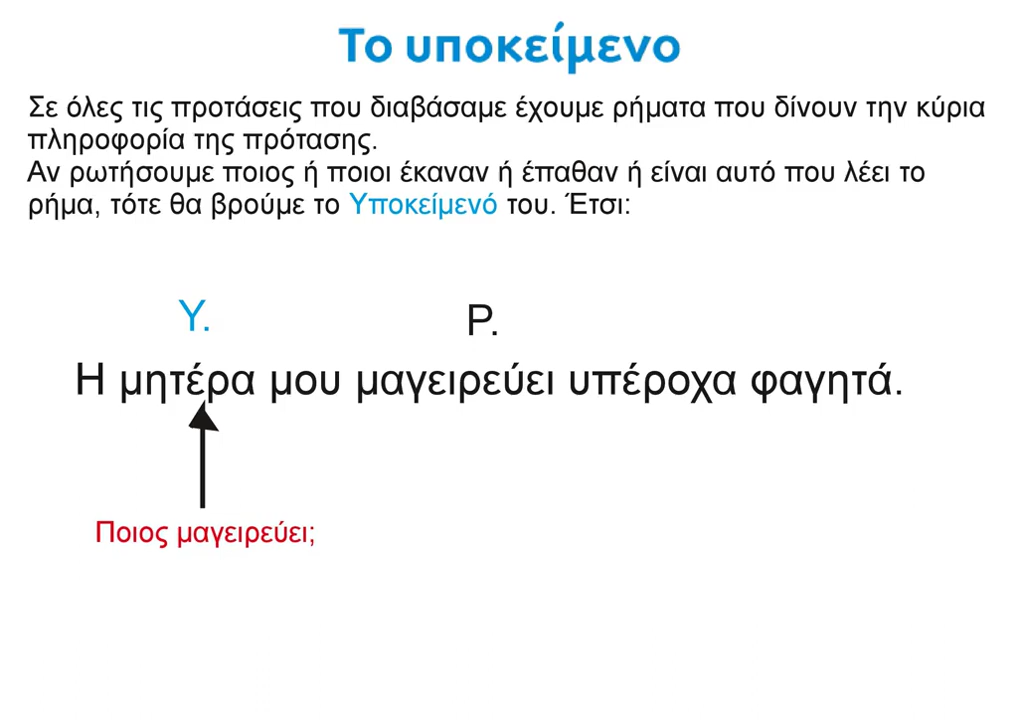 Το υποκείμενο
Σε όλες τις προτάσεις που διαβάσαμε έχουμε ρήματα που δίνουν την κύρια
πληροφορία της πρότασης.
Αν ρωτήσουμε ποιος ή ποιοι έκαναν ή έπαθαν ή είναι αυτό που λέει το
ρήμα, τότε θα βρούμε το Υποκείμενό του. Έτσι:
Υ. Ρ.
Η μητέρα μου μαγειρεύει υπέροχα φαγητά.
Ποιος μαγειρεύει;